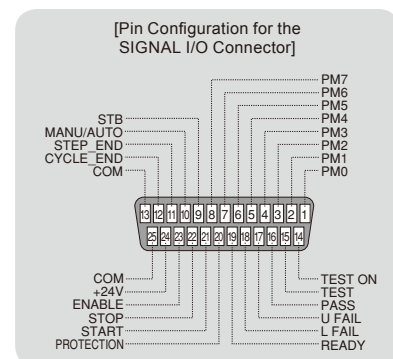 [Pin Configuration for the
SIGNAL I/O Connector]
PM7
PM6
PM5
STB PM4
MANU/AUTO PM3
STEP_END PM2
CYCLE_END PM1
COM PM0
13 12 11 10 9 8 7 6 5 4 3 2 1
25 24 23 22 21 20 19 18 17 16 15 14
COM TEST ON
+24V TEST
ENABLE PASS
STOP U FAIL
START L FAIL
PROTECTION READY